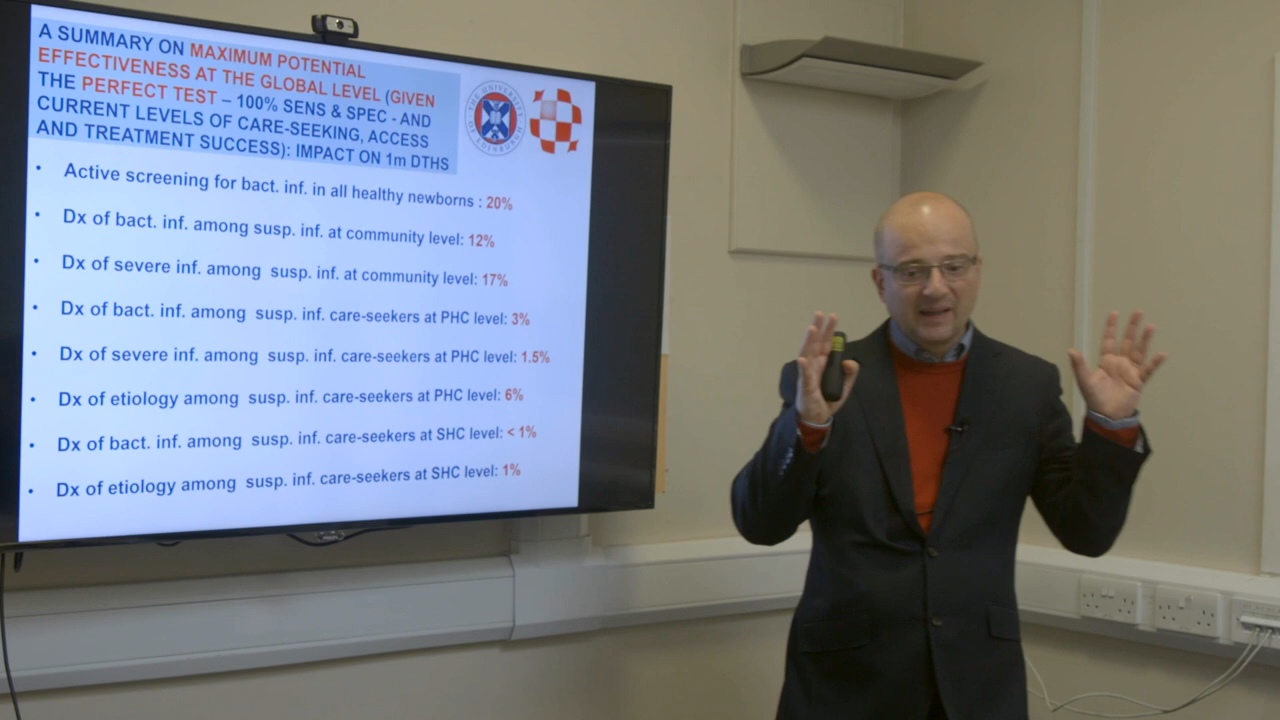 A SUMMARY ON MAXIMUM POTENTIAL
EFFECTIVENESS AT THE GLOBAL LEVEL (GIVEN
THE PERFECT TEST – 100% SENS & SPEC - AND
CURRENT LEVELS OF CARE-SEEKING, ACCESS
AND TREATMENT SUCCESS): IMPACT ON 1m DTHS
THE UNIVERSITY OF EDINBURGH
• Active screening for bact. inf. in all healthy newborns : 20%
• Dx of bact. inf. among susp. inf. at community level: 12%
• Dx of severe inf. among susp. inf. at community level: 17%
• Dx of bact. inf. among susp. inf. care-seekers at PHC level: 3%
• Dx of severe inf. among susp. inf. care-seekers at PHC level: 1.5%
• Dx of etiology among susp. inf. care-seekers at PHC level: 6%
• Dx of bact. inf. among susp. inf. care-seekers at SHC level: < 1%
• Dx of etiology among susp. inf. care-seekers at SHC level: 1%